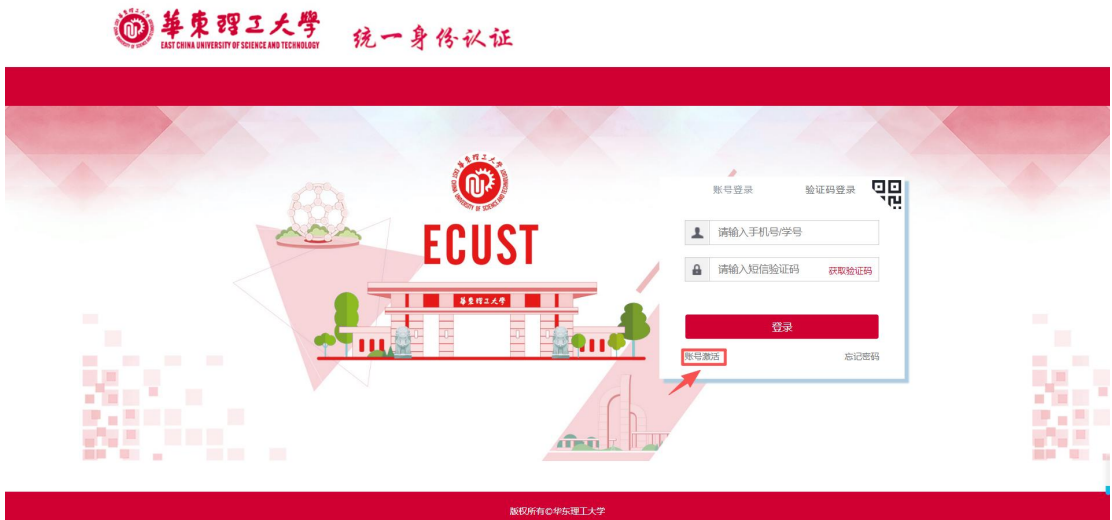 華東理工大學
EAST CHINA UNIVERSITY OF SCIENCE AND TECHNOLOGY
统一身份认证
ECUST
華東理工大學
账号登录
验证码登录
请输入手机号/学号
请输入短信验证码
获取验证码
登录
账号激活
忘记密码
版权所有©华东理工大学